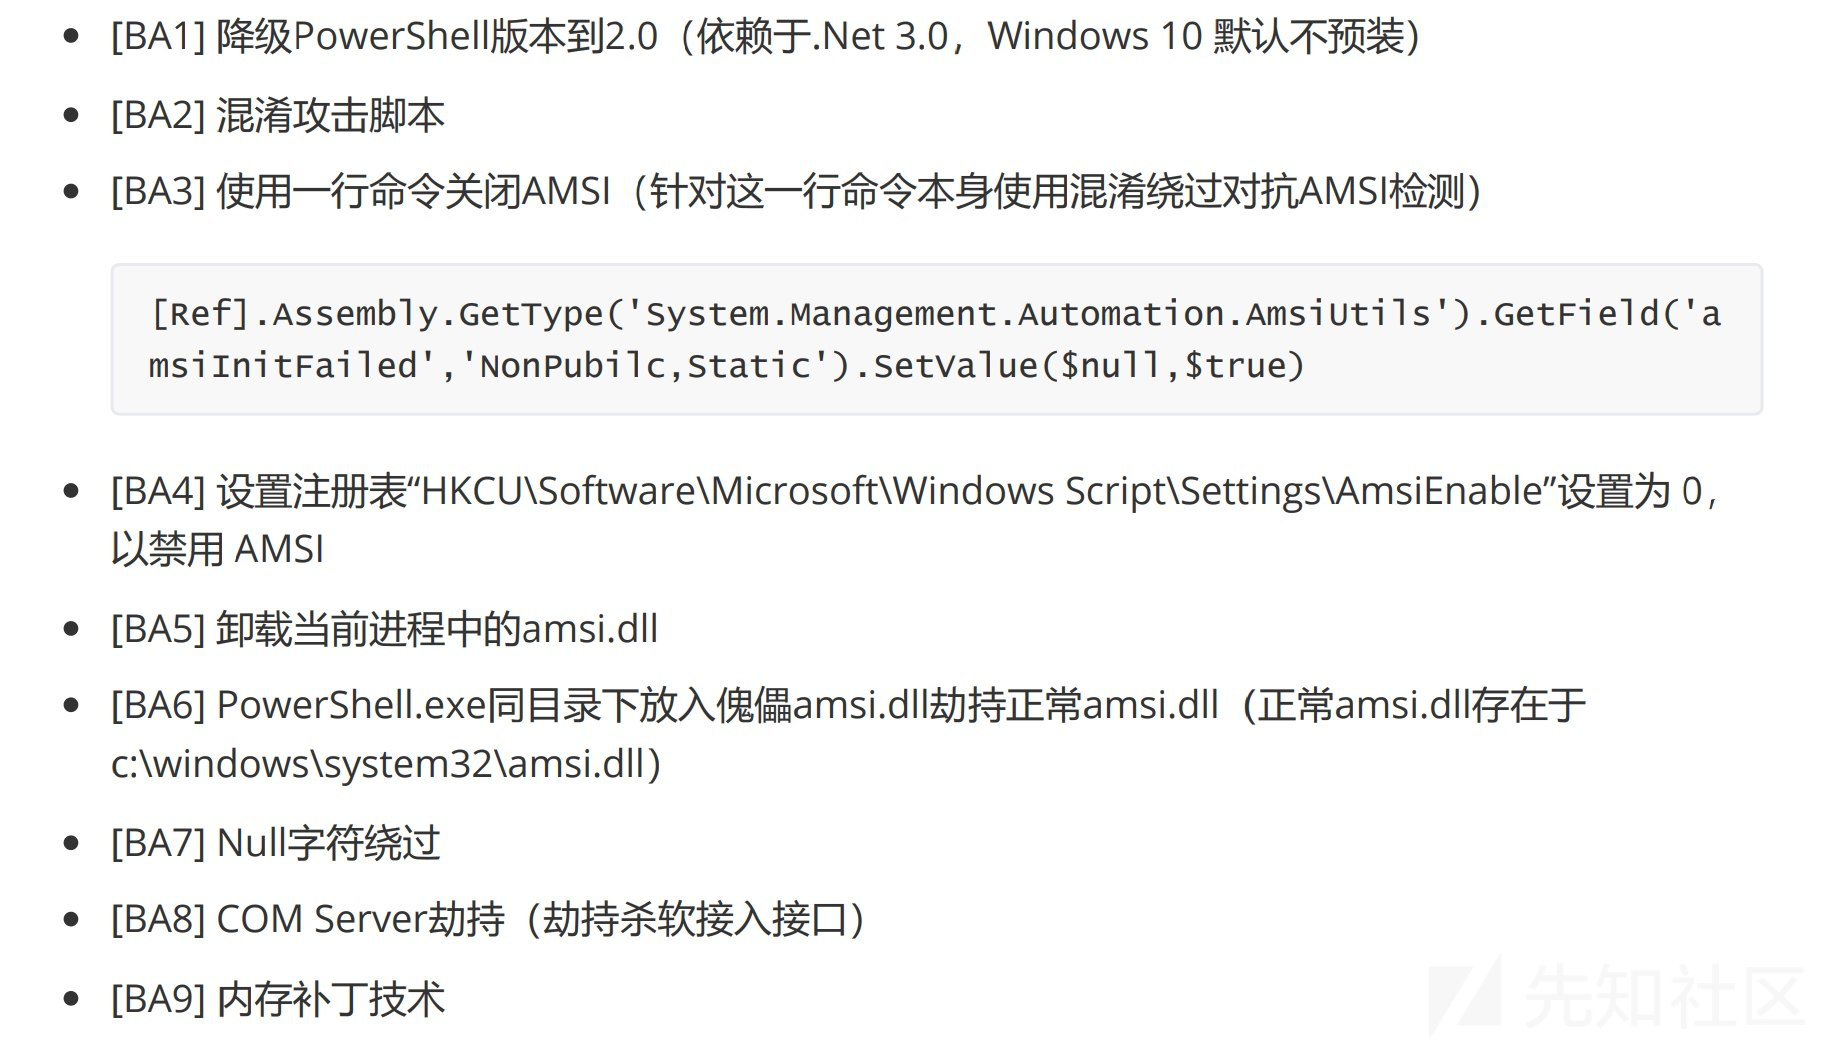 [BA1] 降级PowerShell版本到2.0（依赖于.Net 3.0，Windows 10 默认不预装）
[BA2] 混淆攻击脚本
[BA3] 使用一行命令关闭AMSI（针对这一行命令本身使用混淆绕过对抗AMSI检测）
[Ref].Assembly.GetType('System.Management.Automation.AmsiUtils').GetField('a
msiInitFailed','NonPubilc,Static').SetValue($null,$true)
[BA4] 设置注册表“HKCU\Software\Microsoft\Windows Script\Settings\AmsiEnable”设置为 0，
以禁用 AMSI
[BA5] 卸载当前进程中的amsi.dll
[BA6] PowerShell.exe同目录下放入傀儡amsi.dll劫持正常amsi.dll（正常amsi.dll存在于
c:\windows\system32\amsi.dll）
[BA7] Null字符绕过
[BA8] COM Server劫持（劫持杀软接入接口）
[BA9] 内存补丁技术
先知社区